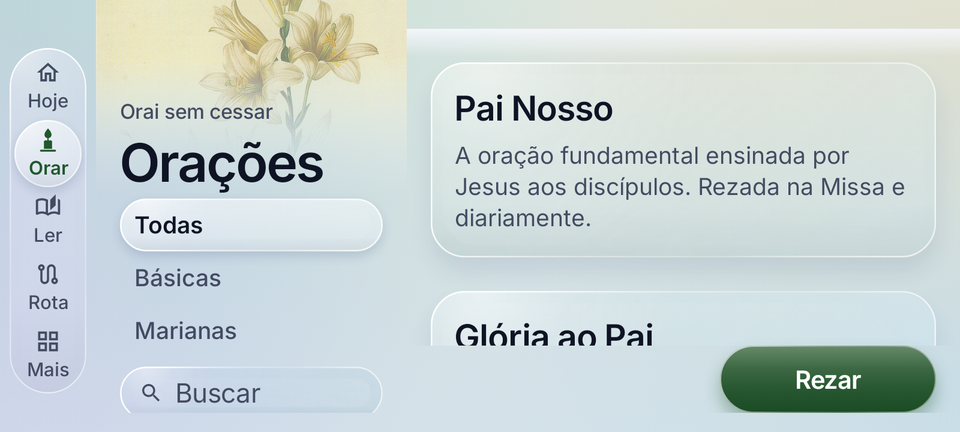 Hoje
Orar
Ler
Rota
Mais
Orai sem cessar
Orações
Todas
Básicas
Marianas
Buscar
Pai Nosso
A oração fundamental ensinada por
Jesus aos discípulos. Rezada na Missa e
diariamente.
Glória ao Pai
Rezar